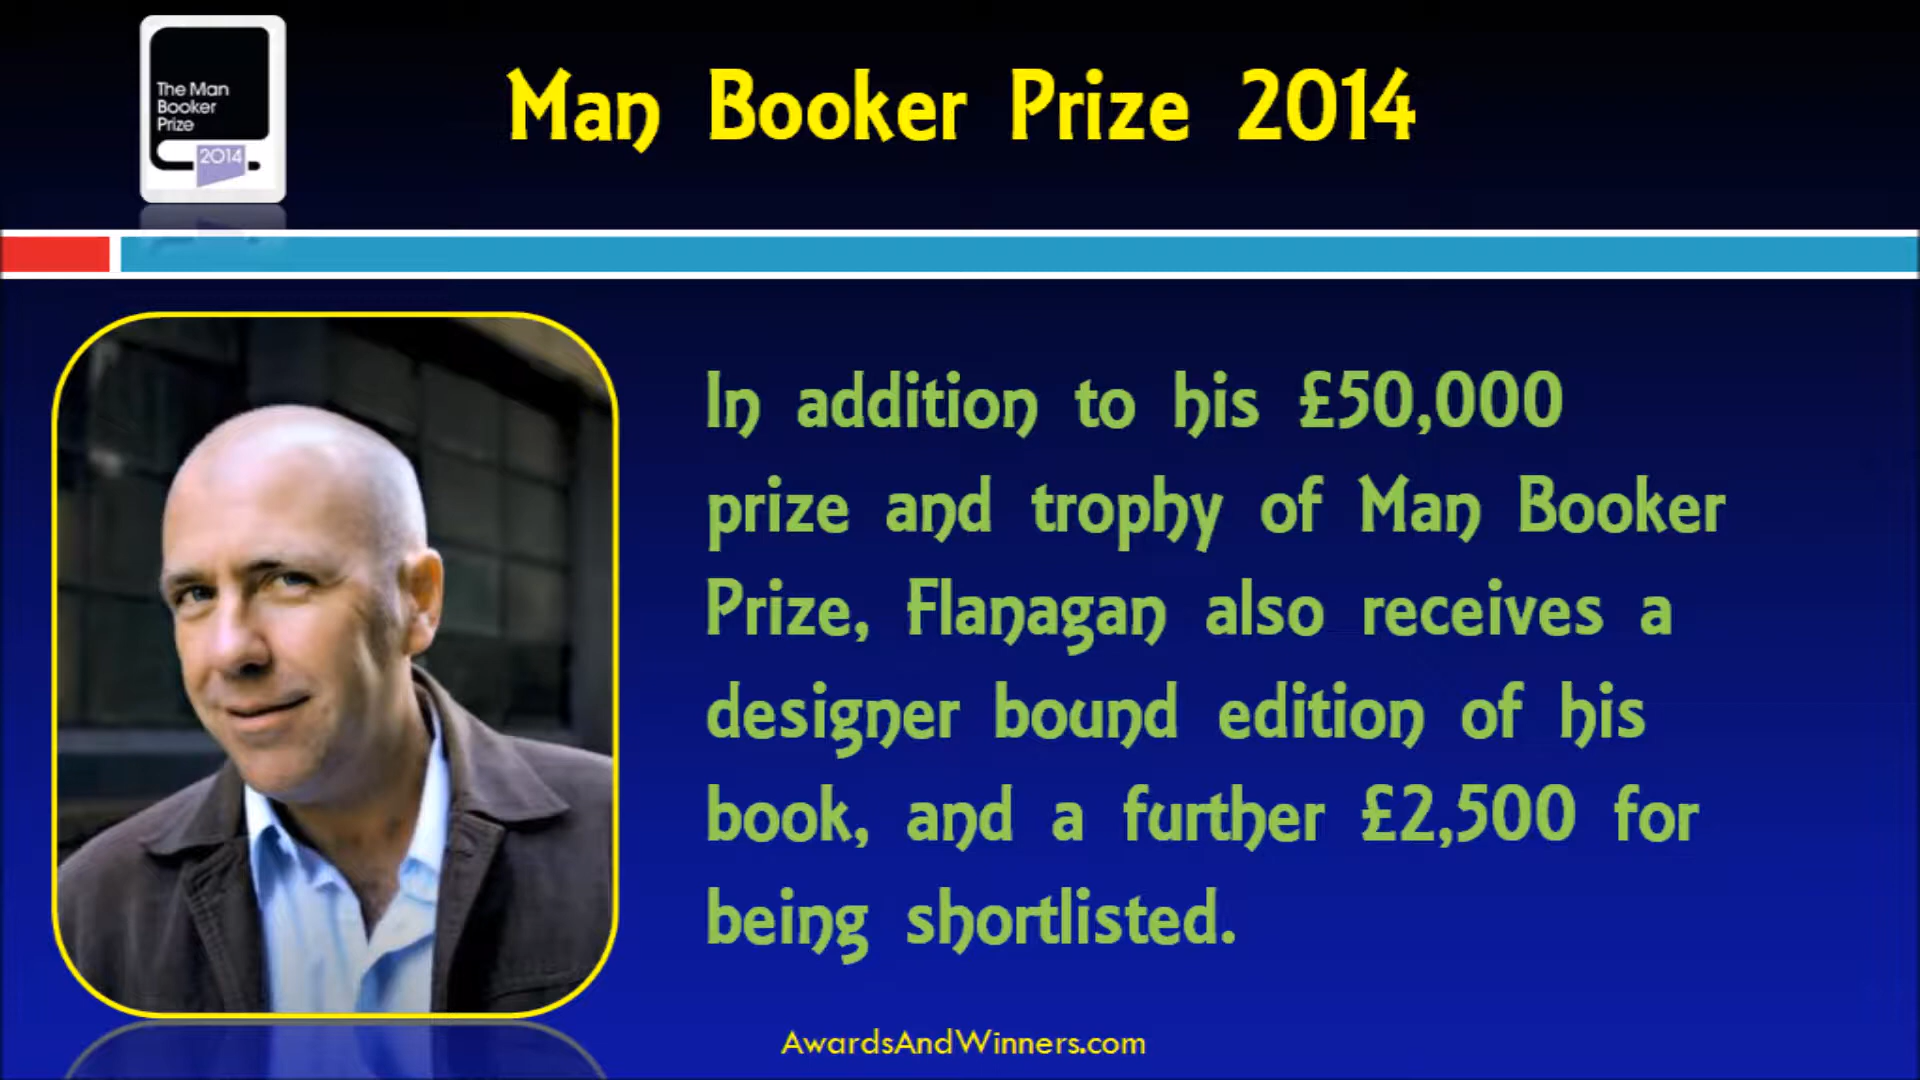 The Man
Booker
Prize
2014
Man Booker Prize 2014
In addition to his £50,000
prize and trophy of Man Booker
Prize, Flanagan also receives a
designer bound edition of his
book, and a further £2,500 for
being shortlisted.
AwardsAndWinners.com